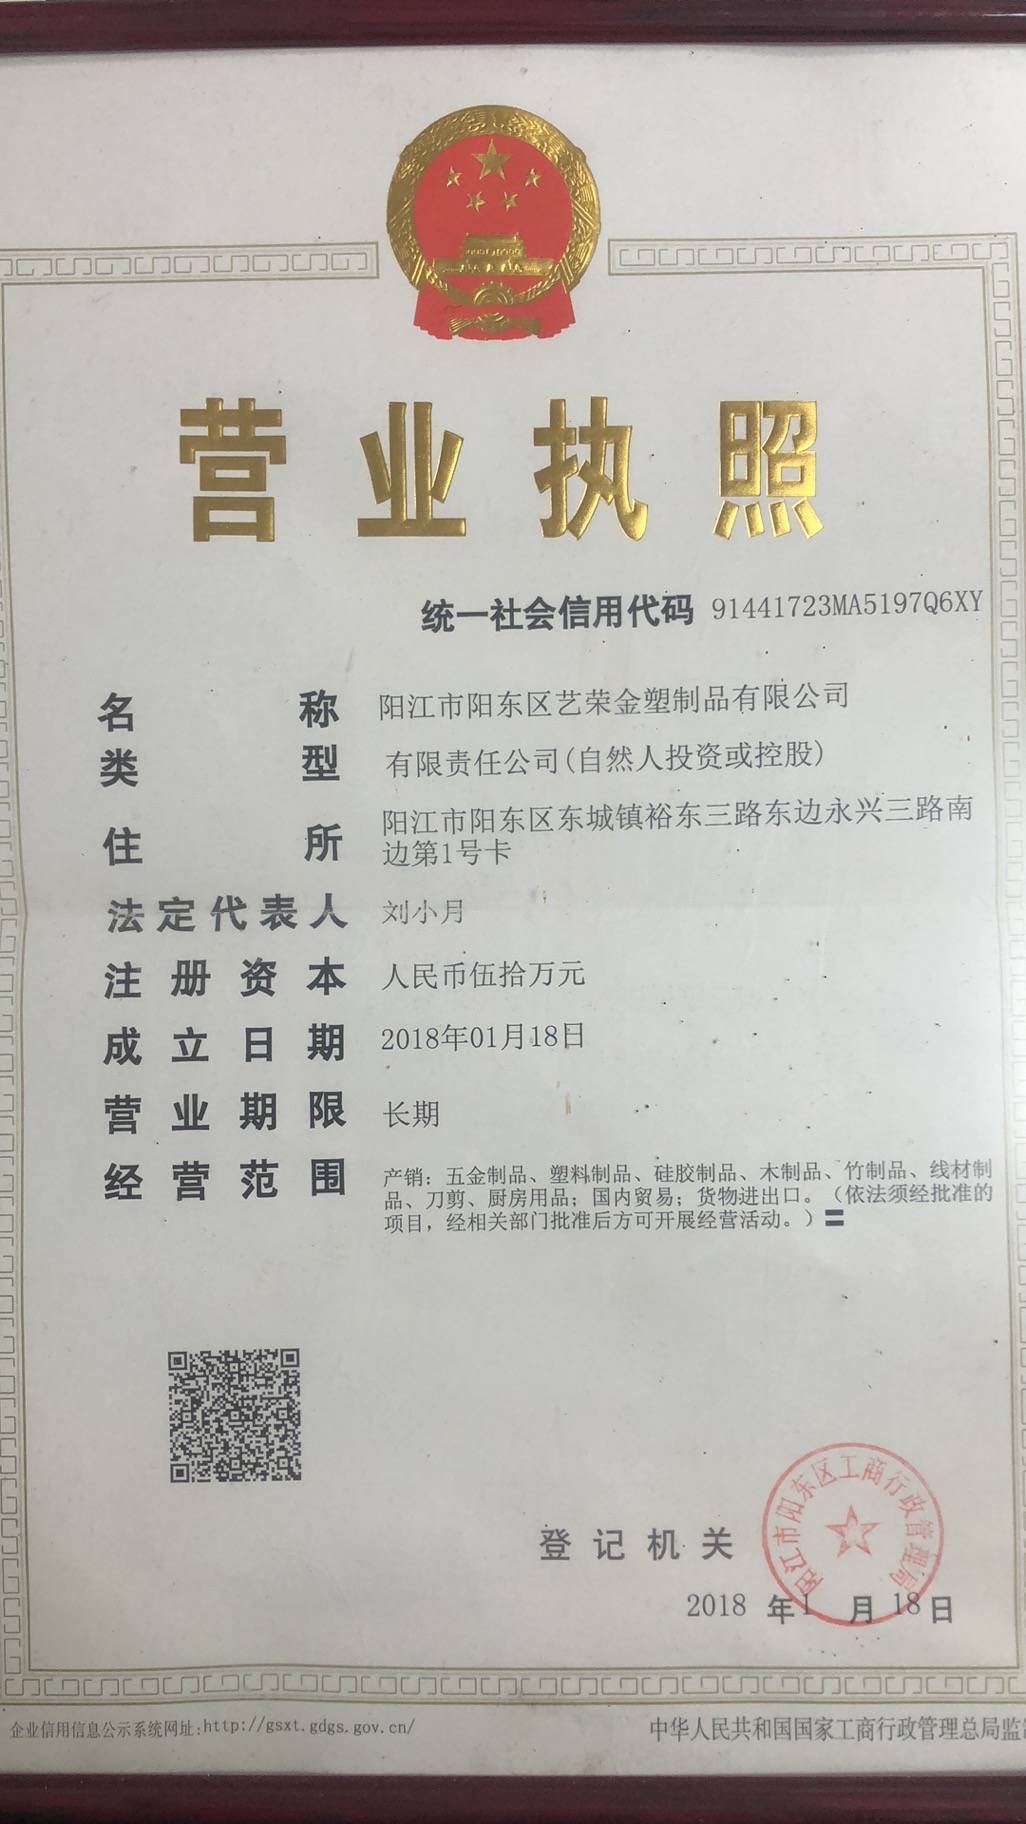 营业执照
统一社会信用代码 91441723MA5197Q6XY
名称 阳江市阳东区艺荣金塑制品有限公司
类型 有限责任公司(自然人投资或控股)
住所 阳江市阳东区东城镇裕东三路东边永兴三路南
边第1号卡
法定代表人 刘小月
注册资本 人民币伍拾万元
成立日期 2018年01月18日
营业期限 长期
经营范围 产销：五金制品、塑料制品、硅胶制品、木制品、竹制品、线材制
品、刀剪、厨房用品；国内贸易；货物进出口。（依法须经批准的
项目，经相关部门批准后方可开展经营活动。）〓
登记机关
阳江市阳东区工商行政管理局
2018 年1 月 18日
企业信用信息公示系统网址:http://gsxt.gdgs.gov.cn/
中华人民共和国国家工商行政管理总局监制